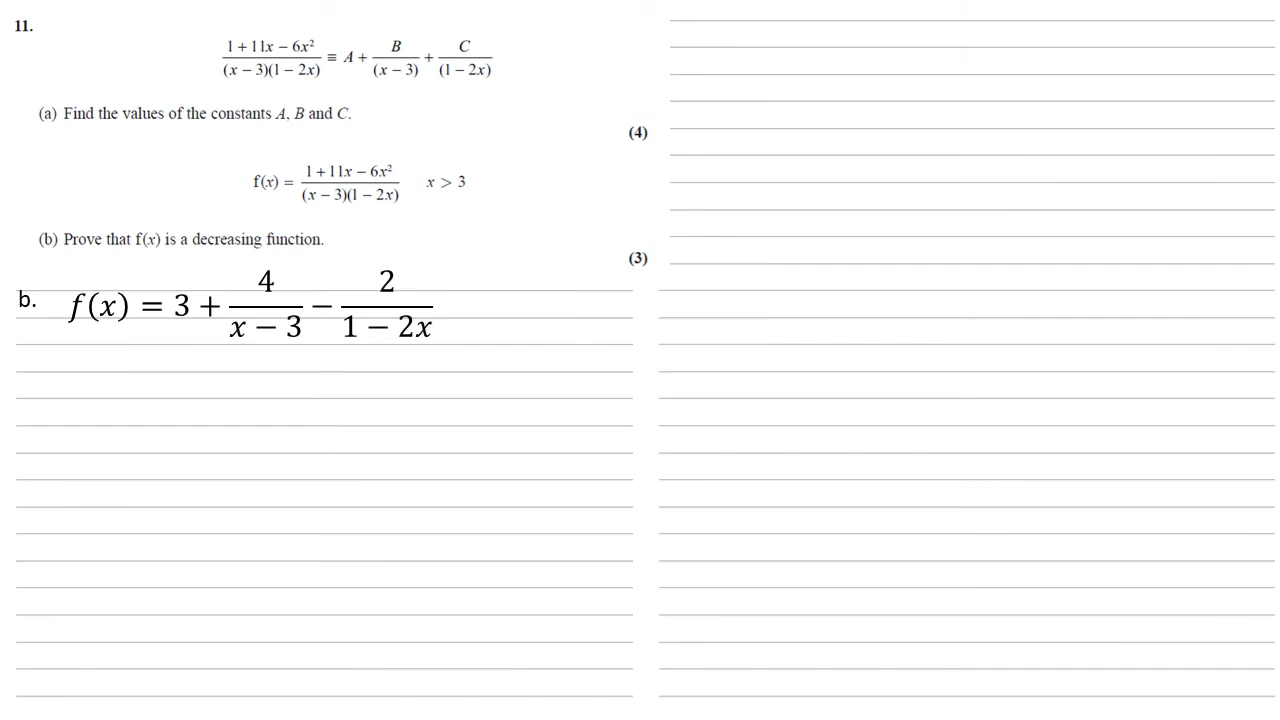 11.
(1 + 11x − 6x²)/((x − 3)(1 − 2x)) ≡ A + B/(x − 3) + C/(1 − 2x)
(a) Find the values of the constants A, B and C.
(4)
f(x) = (1 + 11x − 6x²)/((x − 3)(1 − 2x))   x > 3
(b) Prove that f(x) is a decreasing function.
(3)
b. f(x) = 3 + 4/(x − 3) − 2/(1 − 2x)